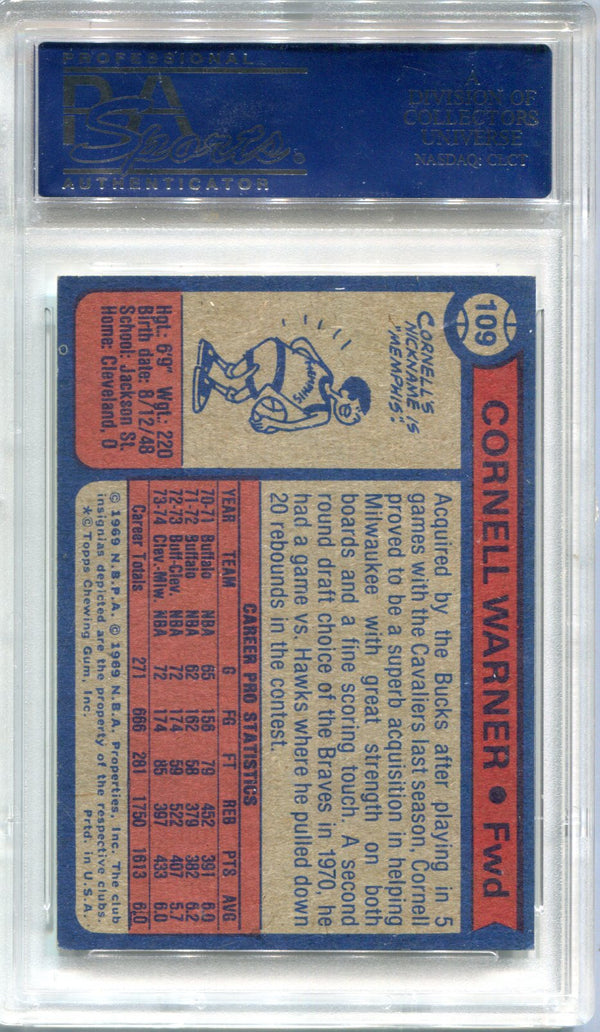 PROFESSIONAL
PSA
Sports
AUTHENTICATOR
A
DIVISION OF
COLLECTORS
UNIVERSE
NASDAQ: CLCT
109
CORNELL WARNER • Fwd
CORNELL'S
NICKNAME IS
"MEMPHIS."
Hgt: 6'9" Wgt: 220
Birth date: 8/12/48
School: Jackson St.
Home: Cleveland, O
Acquired by the Bucks after playing in 5
games with the Cavaliers last season, Cornell
proved to be a superb acquisition in helping
Milwaukee with great strength on both
boards and a fine scoring touch. A second
round draft choice of the Braves in 1970, he
had a game vs. Hawks where he pulled down
20 rebounds in the contest.
CAREER PRO STATISTICS
YEAR TEAM G FG FT REB PTS AVG
70-71 Buffalo NBA 65 156 79 452 391 6.0
71-72 Buffalo NBA 62 162 58 379 382 6.2
72-73 Buff-Clev. NBA 72 174 59 522 407 5.7
73-74 Clev.-Mlw. NBA 72 174 85 397 433 6.0
Career Totals 271 666 281 1750 1613 6.0
© 1969 N.B.P.A. © 1969 N.B.A. Properties, Inc. The club
insignias depicted are the property of the respective clubs.
*© Topps Chewing Gum, Inc. Prtd. in U.S.A.